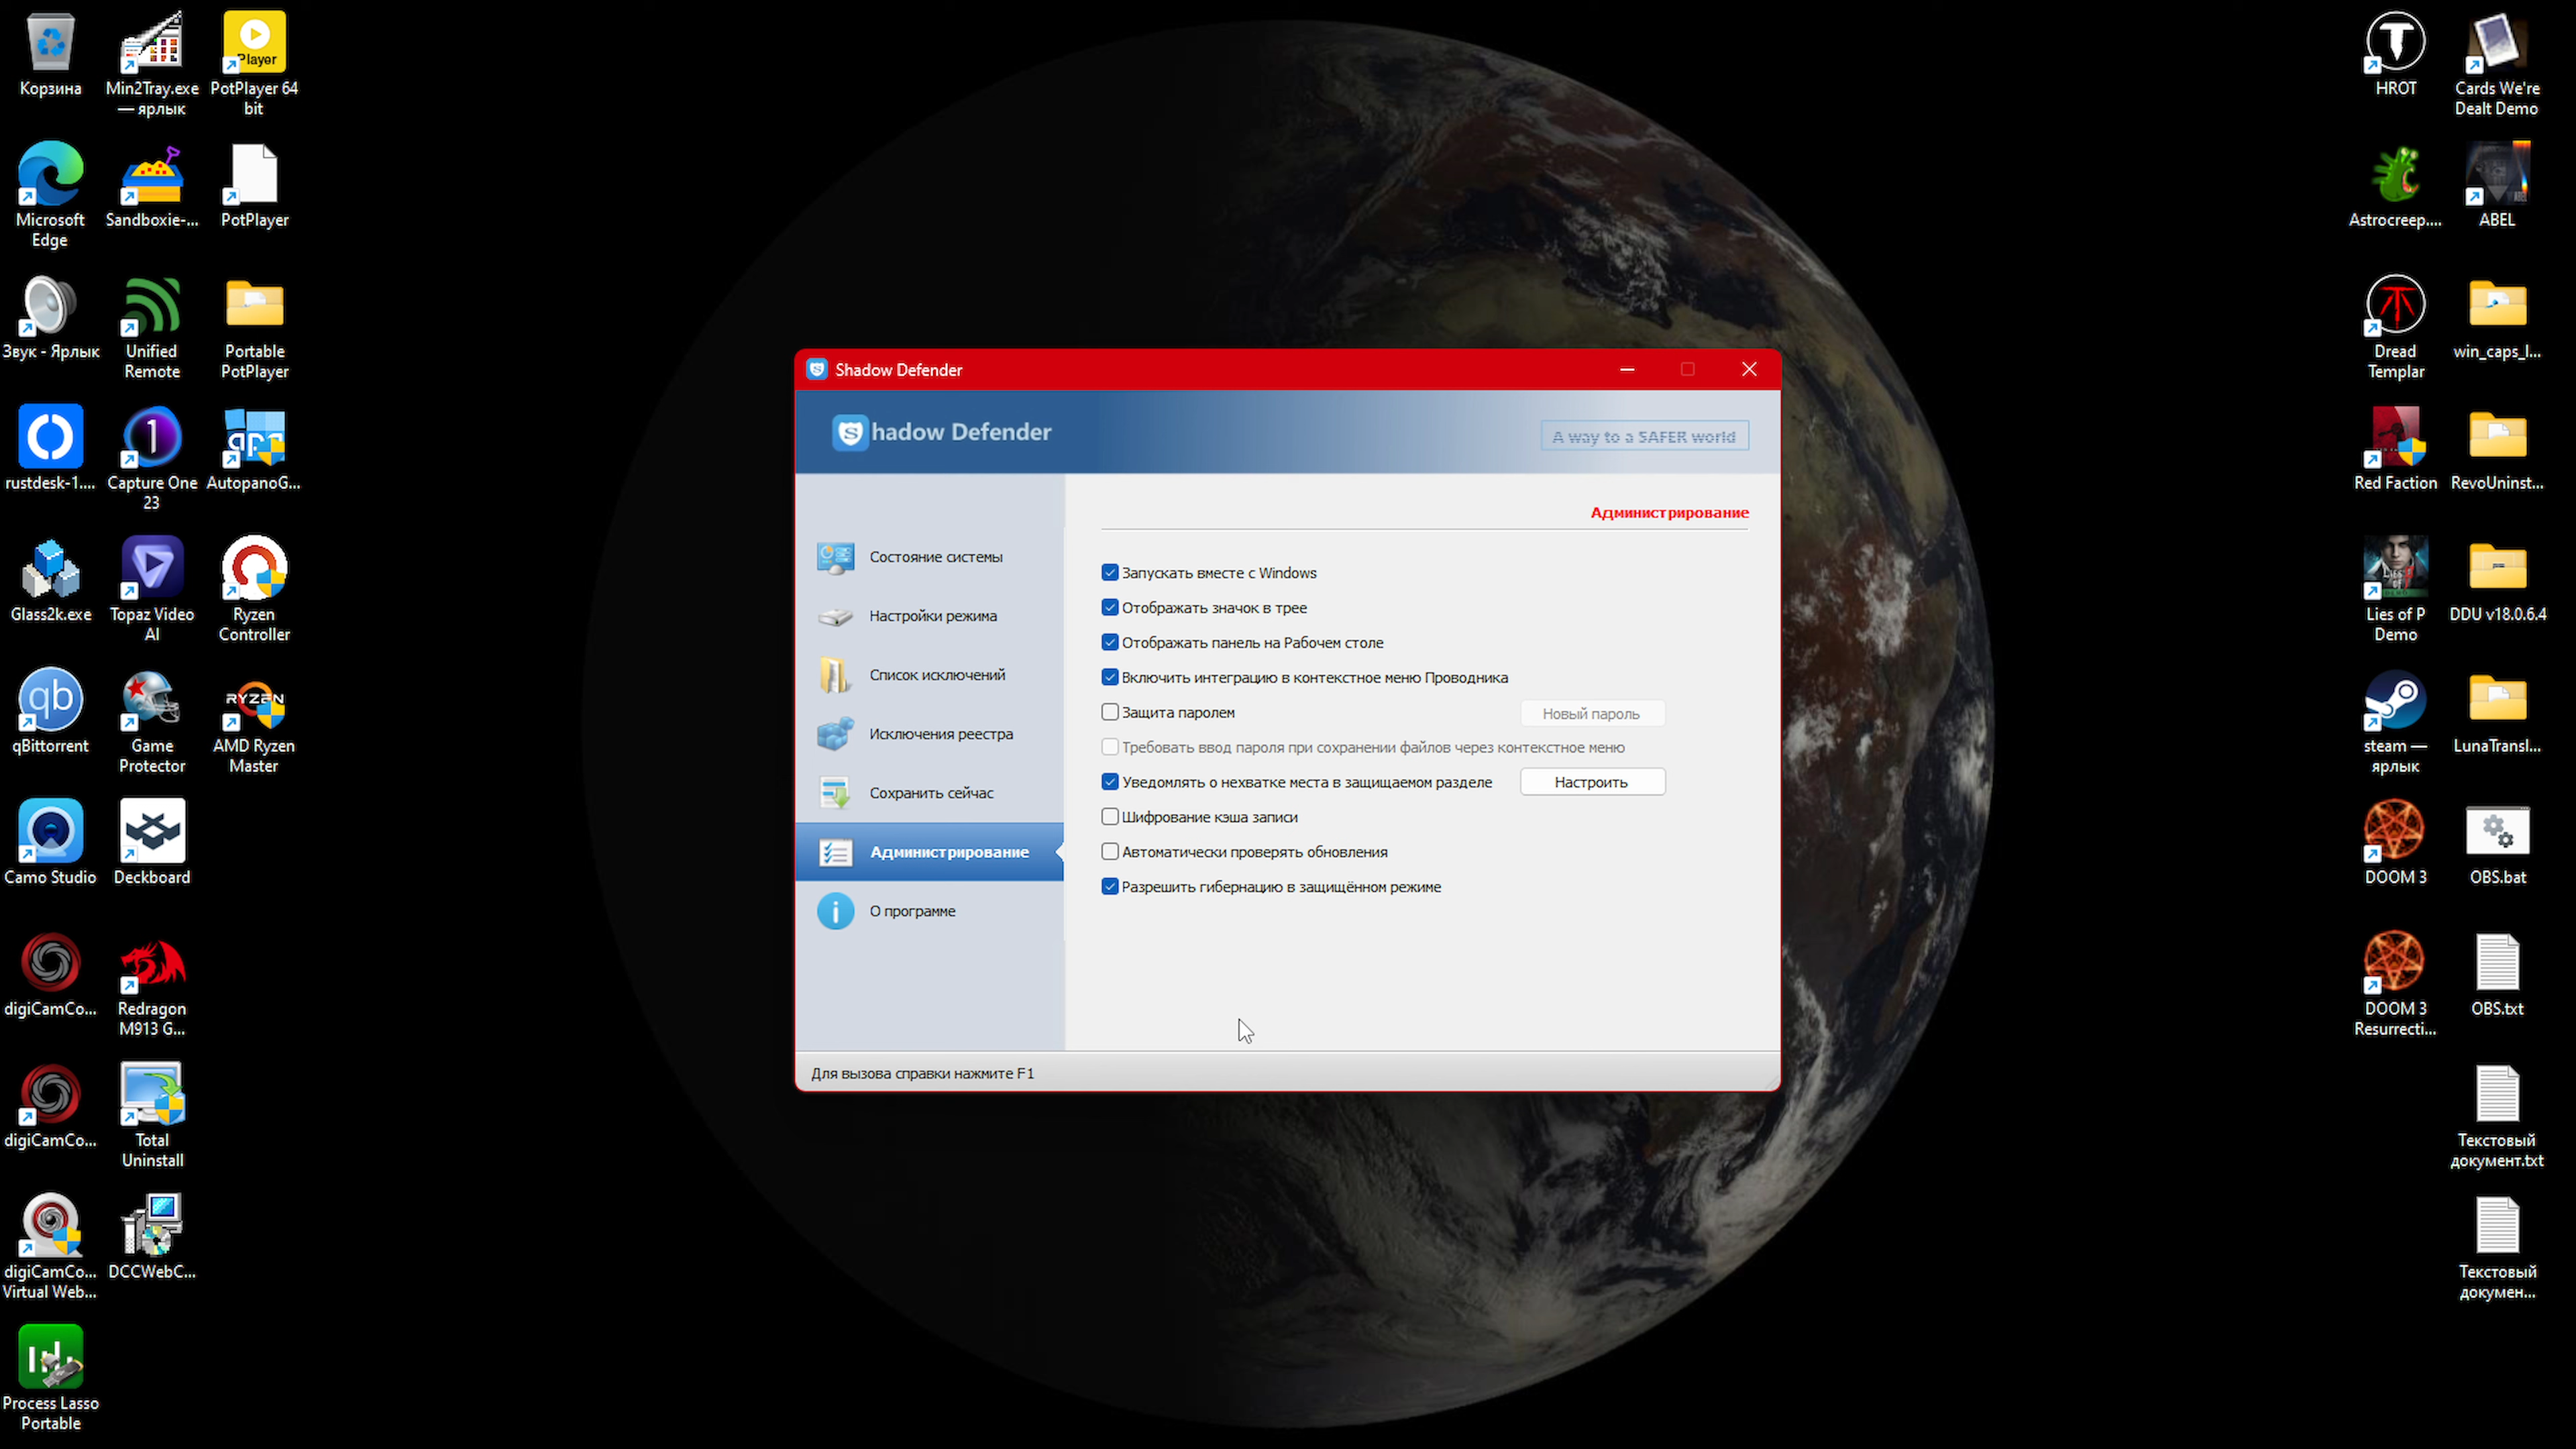 Корзина
Min2Tray.exe
— ярлык
Player
PotPlayer 64
bit
Microsoft
Edge
Sandboxie-...
PotPlayer
Звук - Ярлык
Unified
Remote
Portable
PotPlayer
rustdesk-1....
Capture One
23
AutopanoG...
Glass2k.exe
Topaz Video
AI
Ryzen
Controller
qBittorrent
Game
Protector
RYZEN
AMD Ryzen
Master
Camo Studio
Deckboard
digiCamCo...
Redragon
M913 G...
digiCamCo...
Total
Uninstall
digiCamCo...
Virtual Web...
DCCWebC...
Process Lasso
Portable
Shadow Defender
Shadow Defender
A way to a SAFER world
Состояние системы
Настройки режима
Список исключений
Исключения реестра
Сохранить сейчас
Администрирование
О программе
Администрирование
Запускать вместе с Windows
Отображать значок в трее
Отображать панель на Рабочем столе
Включить интеграцию в контекстное меню Проводника
Защита паролем
Новый пароль
Требовать ввод пароля при сохранении файлов через контекстное меню
Уведомлять о нехватке места в защищаемом разделе
Настроить
Шифрование кэша записи
Автоматически проверять обновления
Разрешить гибернацию в защищённом режиме
Для вызова справки нажмите F1
HROT
Cards We're
Dealt Demo
Astrocreep....
ABEL
Dread
Templar
win_caps_l...
Red Faction
RevoUninst...
Lies of P
Demo
DDU v18.0.6.4
steam —
ярлык
LunaTransl...
DOOM 3
OBS.bat
DOOM 3
Resurrecti...
OBS.txt
Текстовый
документ.txt
Текстовый
докумен...